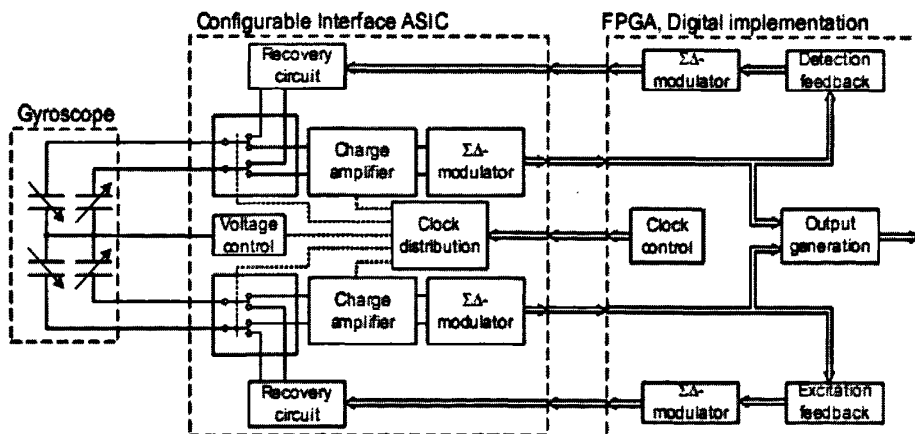 Configurable Interface ASIC
FPGA, Digital implementation
Recovery
circuit
ΣΔ-
modulator
Detection
feedback
Gyroscope
Charge
amplifier
ΣΔ-
modulator
Voltage
control
Clock
distribution
Clock
control
Output
generation
Charge
amplifier
ΣΔ-
modulator
Recovery
circuit
ΣΔ-
modulator
Excitation
feedback